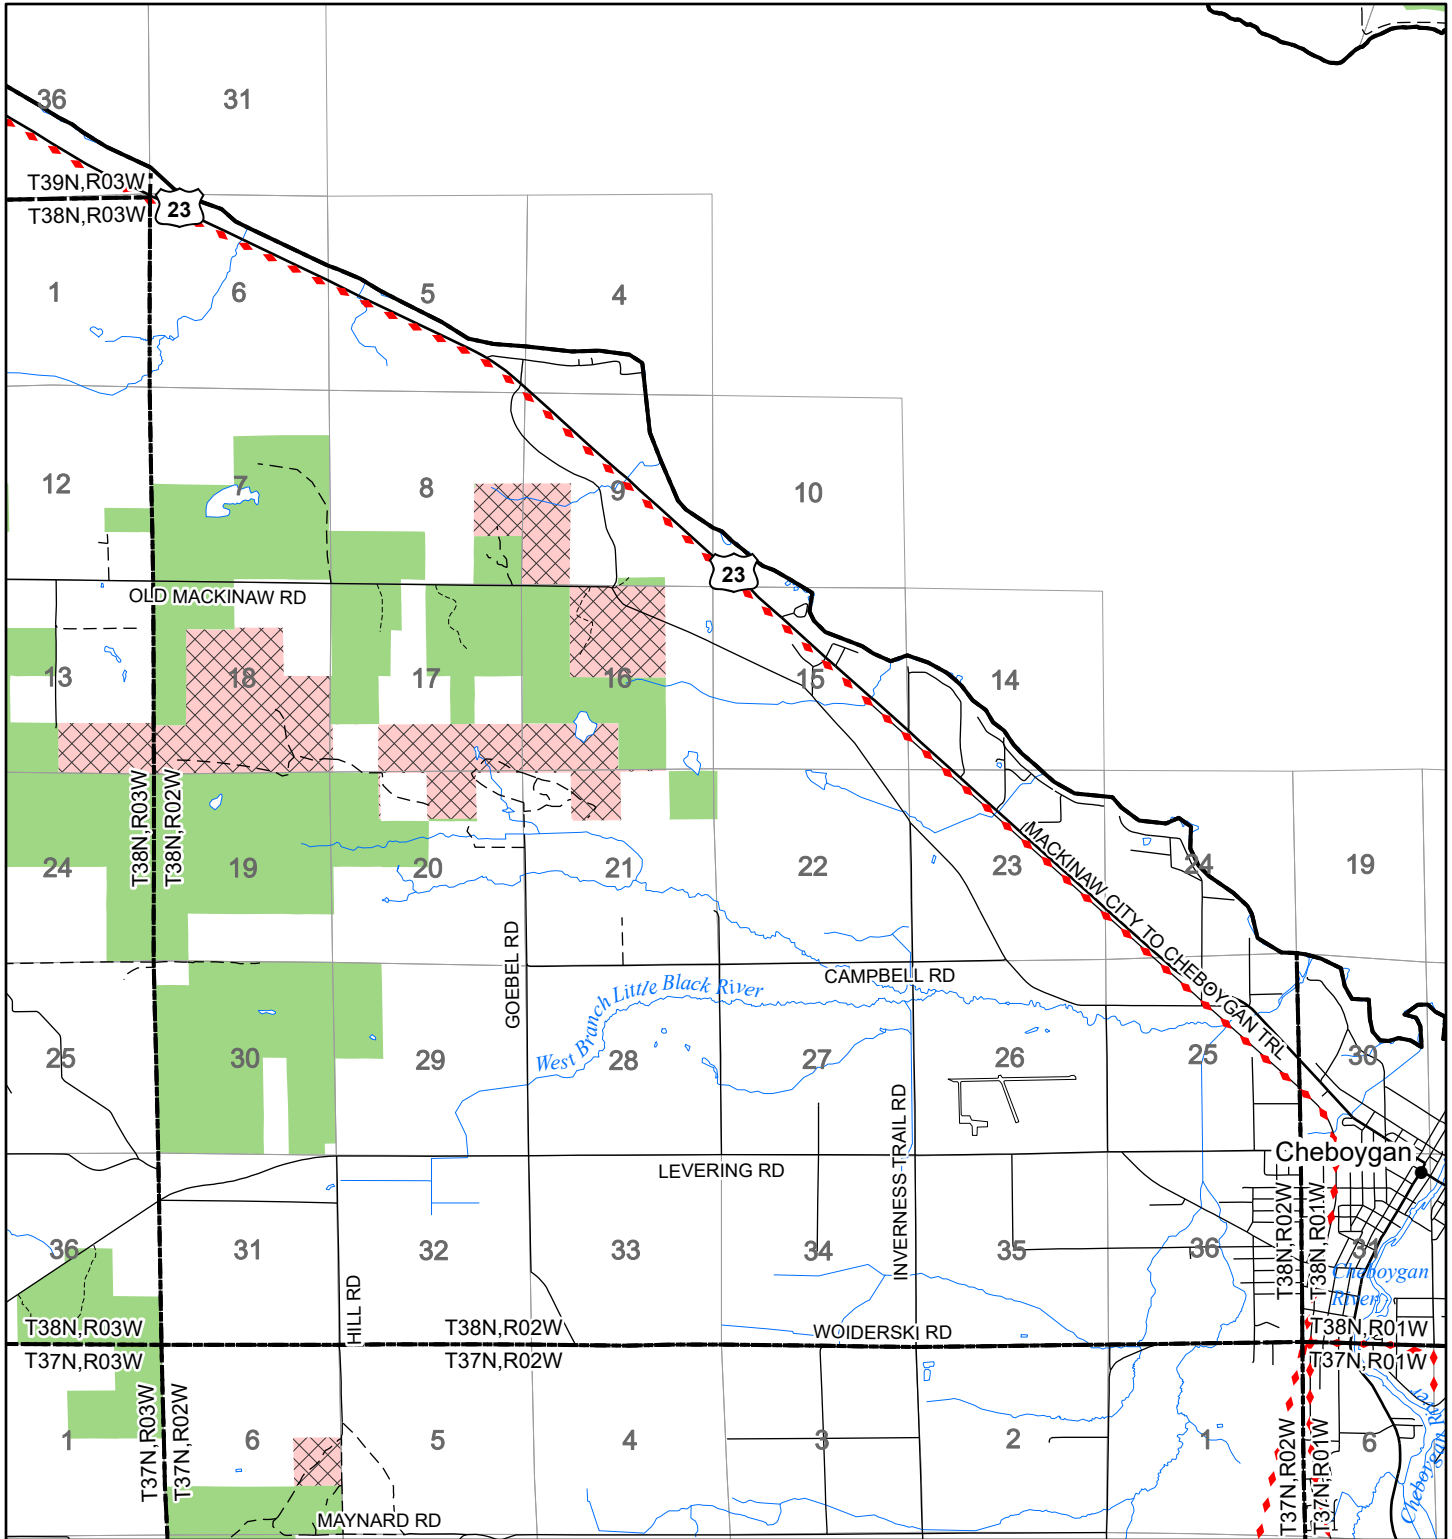 36
31
T39N,R03W
T38N,R03W
23
1
6
5
4
12
7
8
9
10
23
OLD MACKINAW RD
13
18
17
16
15
14
T38N,R03W
T38N,R02W
24
19
20
21
22
23
24
19
MACKINAW CITY TO CHEBOYGAN TRL
GOEBEL RD
CAMPBELL RD
West Branch Little Black River
25
30
29
28
27
26
25
30
INVERNESS TRAIL RD
LEVERING RD
Cheboygan
36
31
32
33
34
35
36
31
T38N,R02W
T38N,R01W
Cheboygan
River
HILL RD
T38N,R03W
T37N,R03W
T38N,R02W
T37N,R02W
WOIDERSKI RD
T38N,R01W
T37N,R01W
T37N,R03W
T37N,R02W
1
6
5
4
3
2
1
6
T37N,R02W
T37N,R01W
Cheboygan River
MAYNARD RD